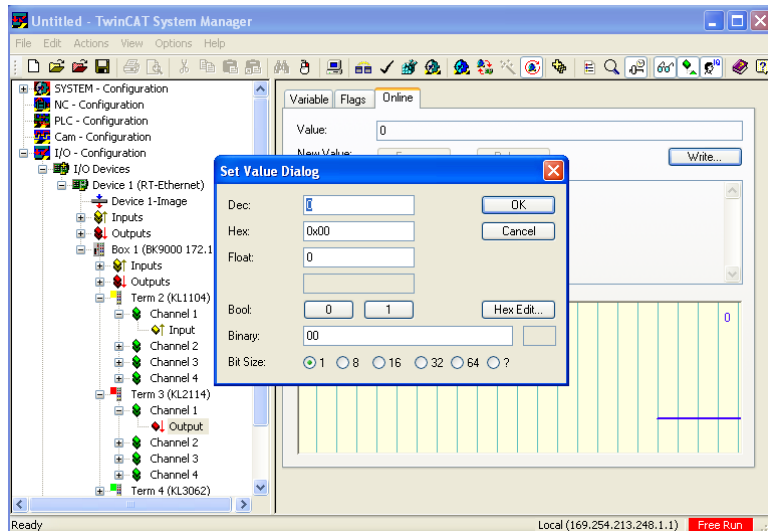 Untitled - TwinCAT System Manager
File Edit Actions View Options Help
SYSTEM - Configuration
NC - Configuration
PLC - Configuration
Cam - Configuration
I/O - Configuration
I/O Devices
Device 1 (RT-Ethernet)
Device 1-Image
Inputs
Outputs
Box 1 (BK9000 172.1
Inputs
Outputs
Term 2 (KL1104)
Channel 1
Input
Channel 2
Channel 3
Channel 4
Term 3 (KL2114)
Channel 1
Output
Channel 2
Channel 3
Channel 4
Term 4 (KL3062)
Variable Flags Online
Value: 0
New Value:
Write...
0
Set Value Dialog
Dec: 0 OK
Hex: 0x00 Cancel
Float: 0
Bool: 0 1 Hex Edit...
Binary: 00
Bit Size: 1 8 16 32 64 ?
Ready Local (169.254.213.248.1.1) Free Run